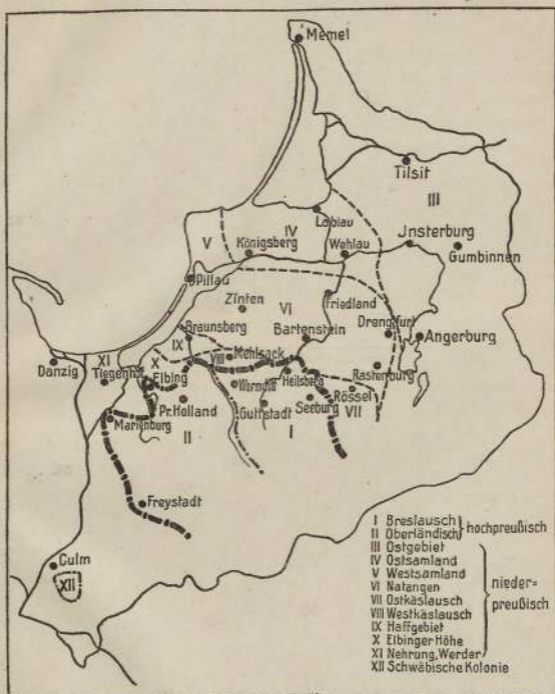 Memel
Tilsit
III
Labiau
IV
V
Königsberg
Wehlau
Jnsterburg
Gumbinnen
Pillau
Zinten
VI
Friedland
Braunsberg
Bartenstein
Drengfurt
Angerburg
IX
Mehlsack
VIII
Danzig
XI
Tiegenhof
X
Elbing
Wormditt
Heilsberg
Rastenburg
Rössel
Pr. Holland
Guttstadt
Seeburg
VII
Marienburg
II
I
Freystadt
Culm
XII
I Breslausch
II Oberländisch
hochpreußisch
III Ostgebiet
IV Ostsamland
V Westsamland
VI Natangen
VII Ostkäslausch
VIII Westkäslausch
IX Haffgebiet
X Elbinger Höhe
XI Nehrung, Werder
XII Schwäbische Kolonie
nieder=
preußisch